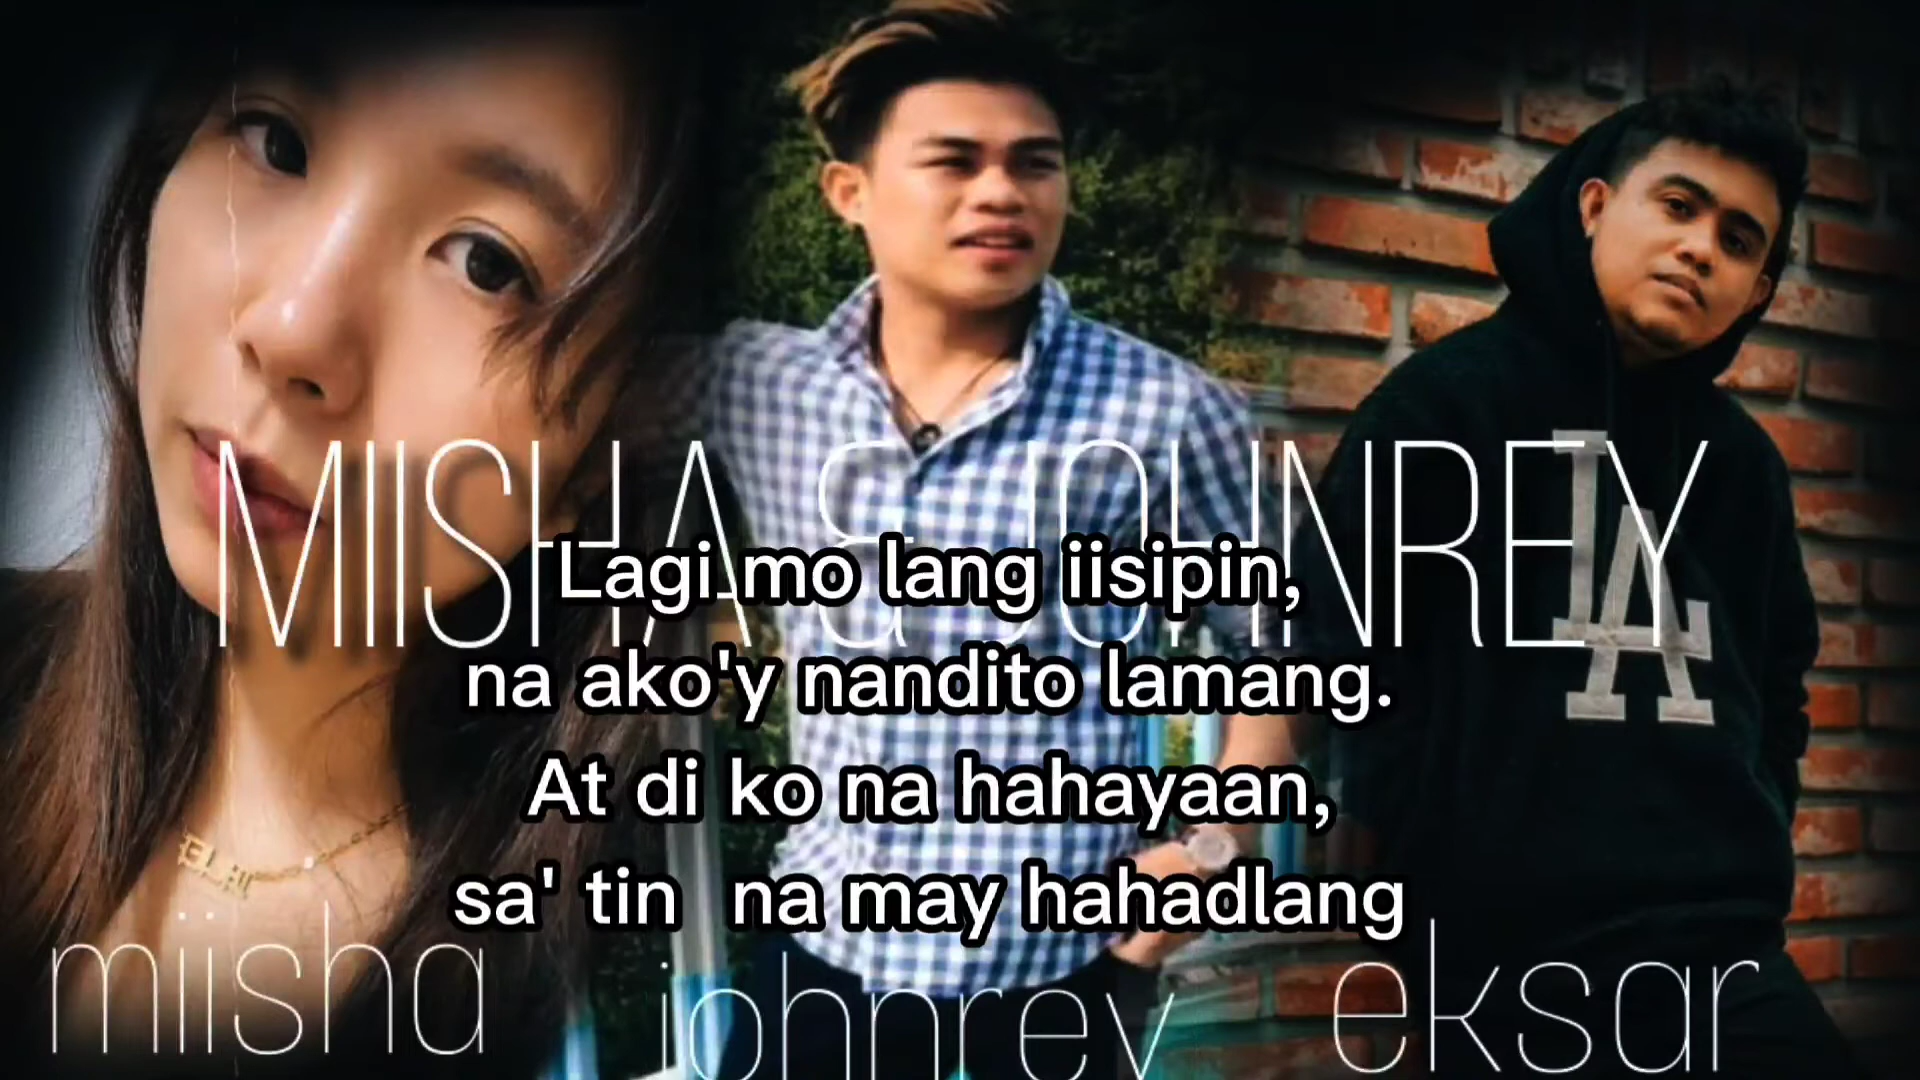 MIISHA & JOHNREY
Lagi mo lang iisipin,
na ako'y nandito lamang.
At di ko na hahayaan,
sa' tin na may hahadlang
miisha
johnrey
eksar
LA